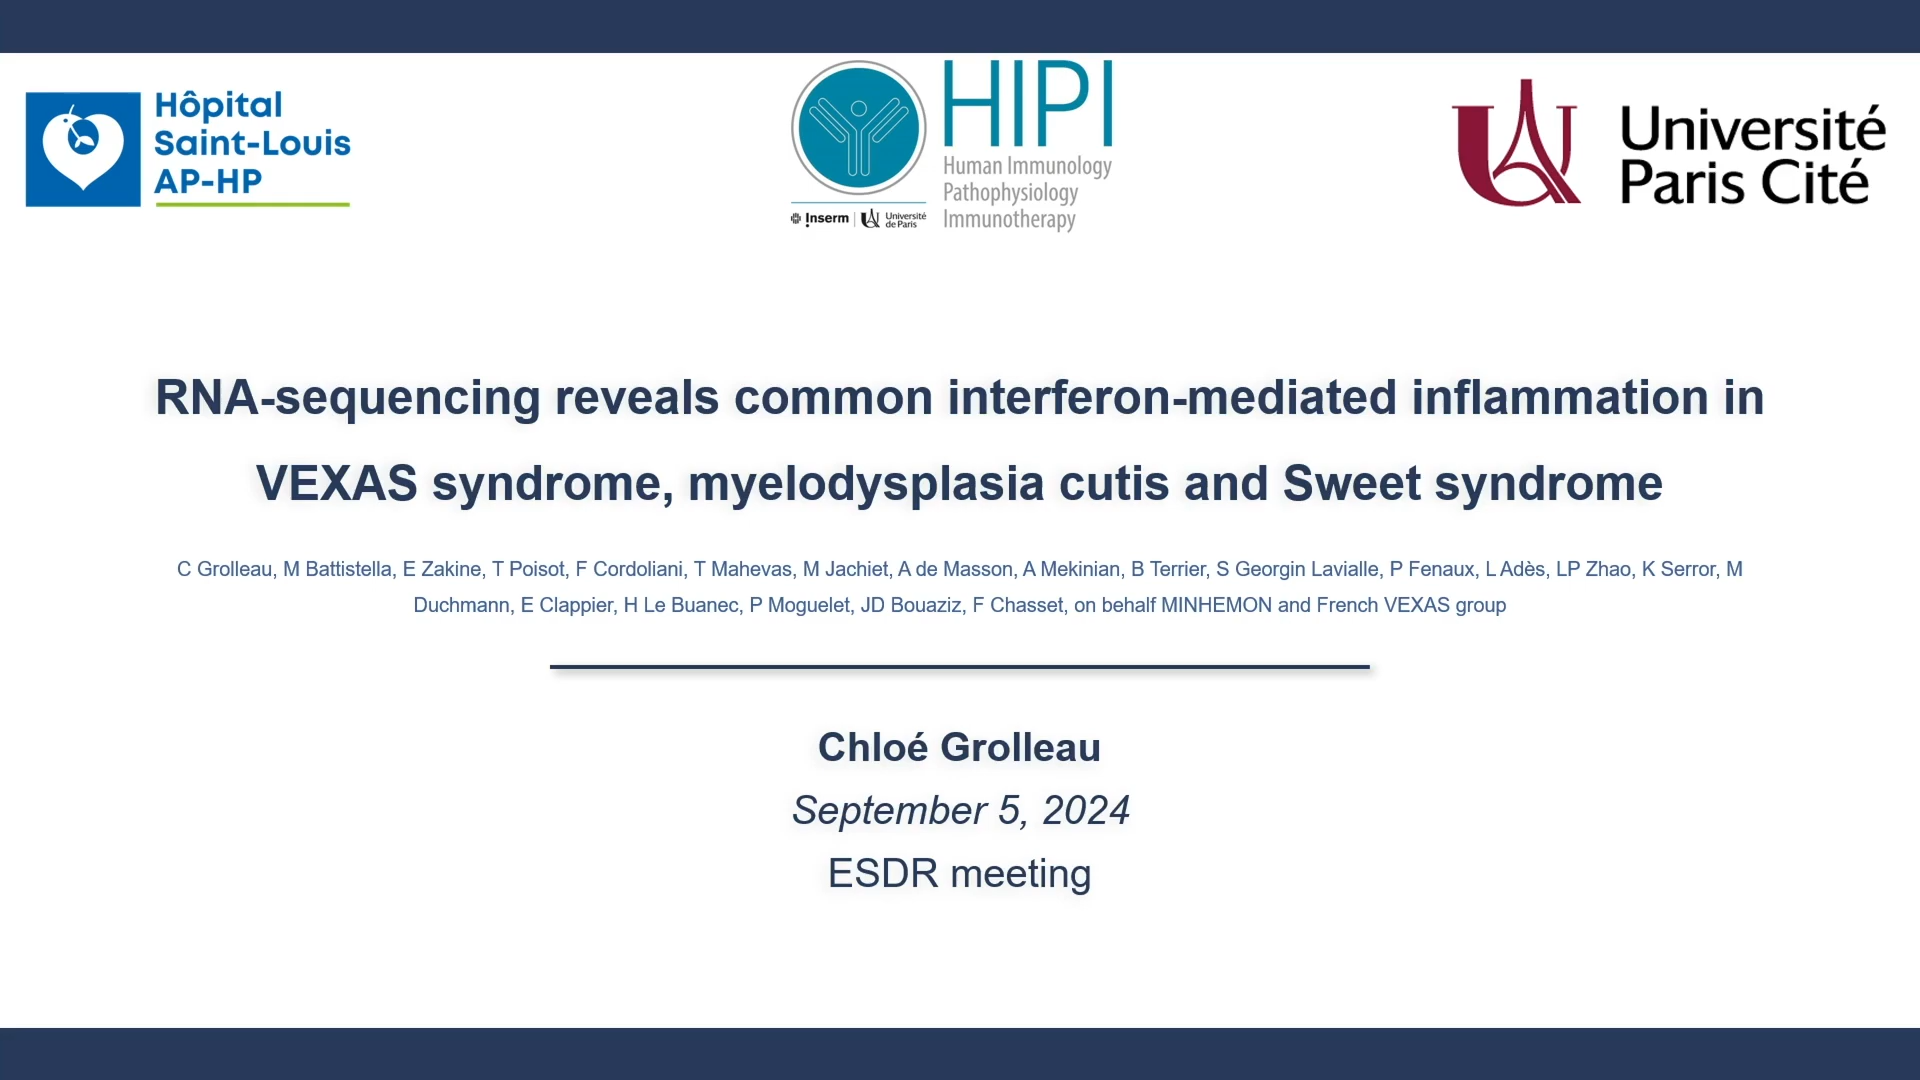 Hôpital
Saint-Louis
AP-HP
HIPI
Human Immunology
Pathophysiology
Immunotherapy
Inserm
Université
de Paris
Université
Paris Cité
RNA-sequencing reveals common interferon-mediated inflammation in
VEXAS syndrome, myelodysplasia cutis and Sweet syndrome
C Grolleau, M Battistella, E Zakine, T Poisot, F Cordoliani, T Mahevas, M Jachiet, A de Masson, A Mekinian, B Terrier, S Georgin Lavialle, P Fenaux, L Adès, LP Zhao, K Serror, M
Duchmann, E Clappier, H Le Buanec, P Moguelet, JD Bouaziz, F Chasset, on behalf MINHEMON and French VEXAS group
Chloé Grolleau
September 5, 2024
ESDR meeting